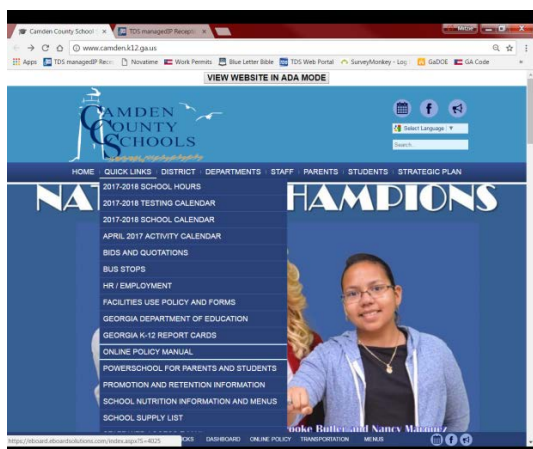 Camden County School
TDS managedIP Recepti
www.camden.k12.ga.us
Apps TDS managedIP Rece Novatime Work Permits Blue Letter Bible TDS Web Portal SurveyMonkey - Log GaDOE GA Code
VIEW WEBSITE IN ADA MODE
CAMDEN
COUNTY
SCHOOLS
Select Language ▼
Search
HOME QUICK LINKS DISTRICT DEPARTMENTS STAFF PARENTS STUDENTS STRATEGIC PLAN
NAT HAMPIONS
2017-2018 SCHOOL HOURS
2017-2018 TESTING CALENDAR
2017-2018 SCHOOL CALENDAR
APRIL 2017 ACTIVITY CALENDAR
BIDS AND QUOTATIONS
BUS STOPS
HR / EMPLOYMENT
FACILITIES USE POLICY AND FORMS
GEORGIA DEPARTMENT OF EDUCATION
GEORGIA K-12 REPORT CARDS
ONLINE POLICY MANUAL
POWERSCHOOL FOR PARENTS AND STUDENTS
PROMOTION AND RETENTION INFORMATION
SCHOOL NUTRITION INFORMATION AND MENUS
SCHOOL SUPPLY LIST
ooke Butler and Nancy Marquez
https://eboard.eboardsolutions.com/index.aspx?S=4025
OOKS DASHBOARD ONLINE POLICY TRANSPORTATION MENUS